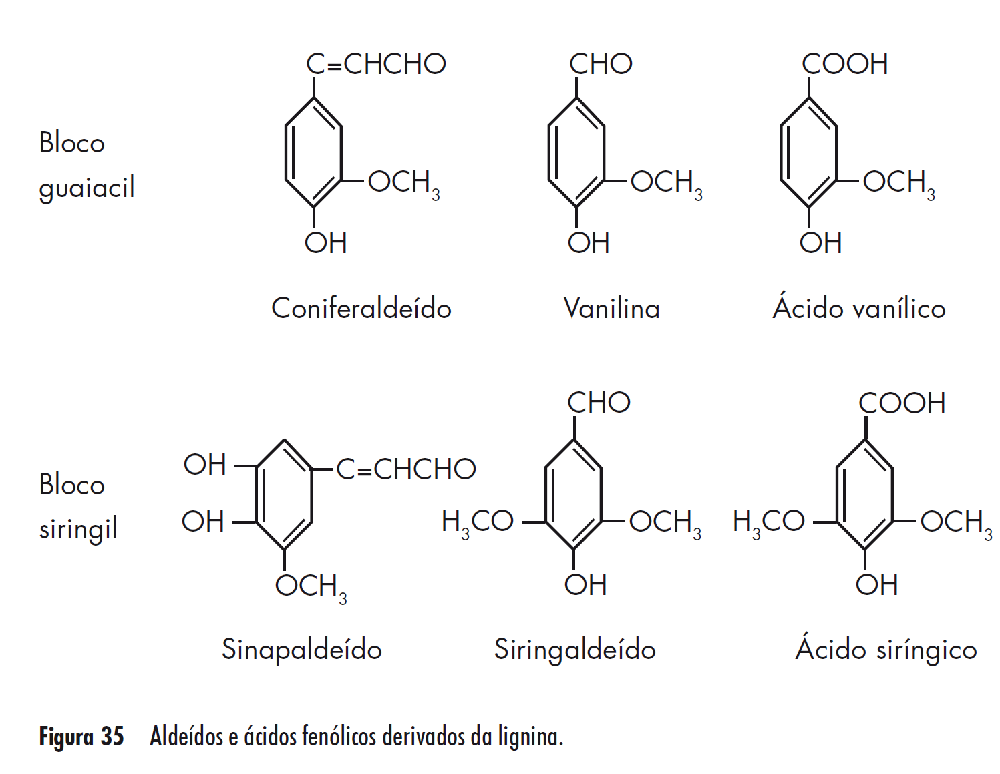 C=CHCHO
CHO
COOH
Bloco
guaiacil
OCH3
OCH3
OCH3
OH
OH
OH
Coniferaldeído
Vanilina
Ácido vanílico
CHO
COOH
OH
C=CHCHO
Bloco
siringil
OH
H3CO
OCH3
H3CO
OCH3
OCH3
OH
OH
Sinapaldeído
Siringaldeído
Ácido siríngico
Figura 35 Aldeídos e ácidos fenólicos derivados da lignina.